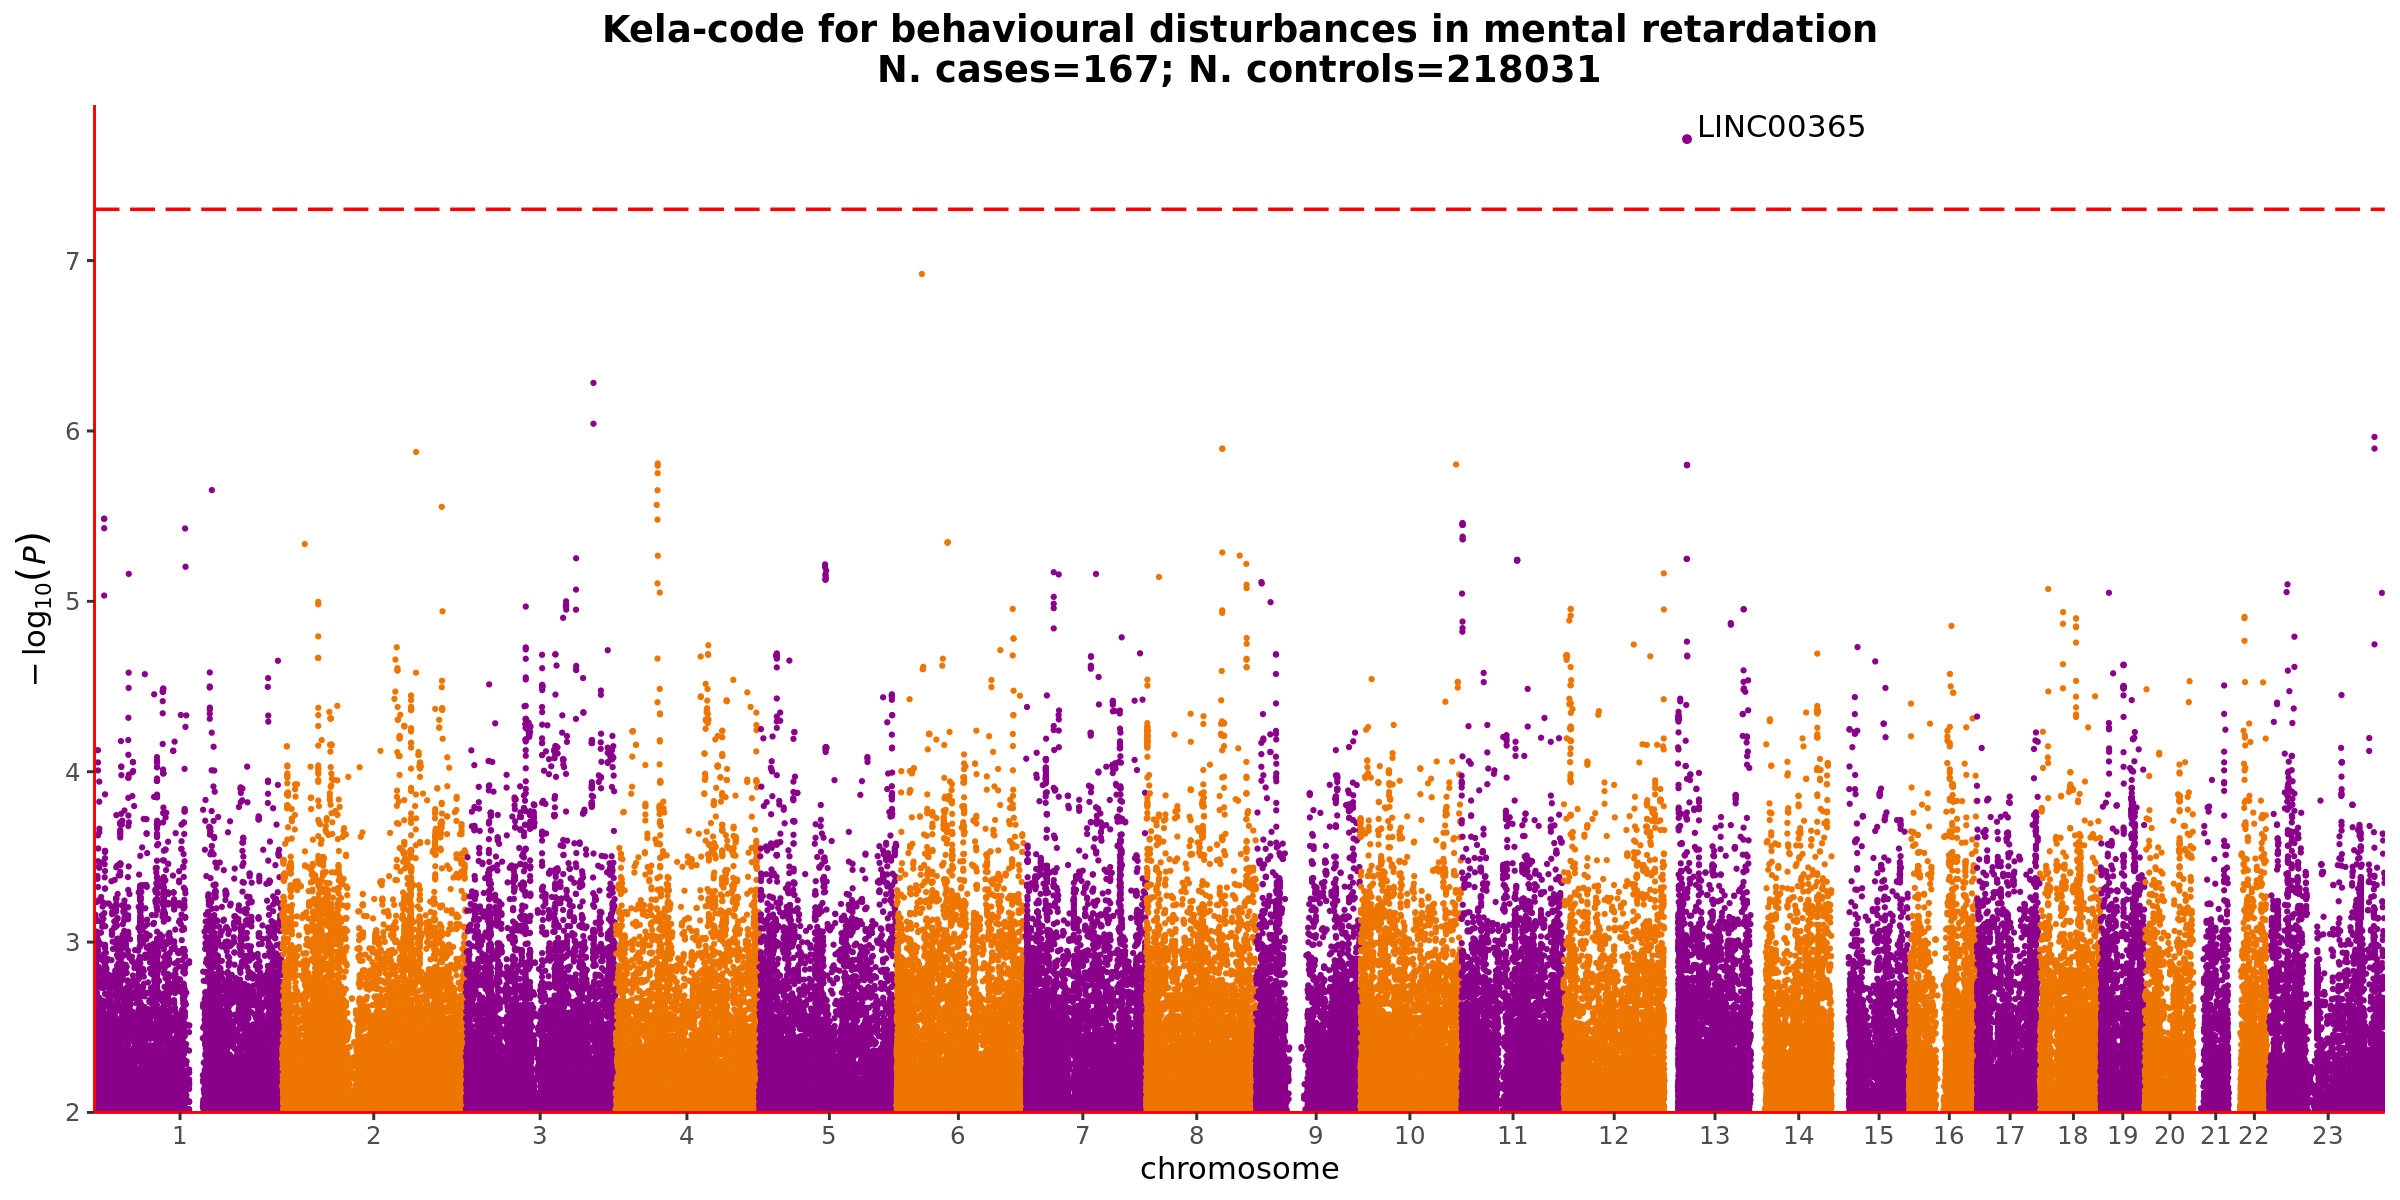 Kela-code for behavioural disturbances in mental retardation
N. cases=167; N. controls=218031
LINC00365
7
6
5
4
3
2
− log₁₀(P)
1 2 3 4 5 6 7 8 9 10 11 12 13 14 15 16 17 18 19 20 21 22 23
chromosome